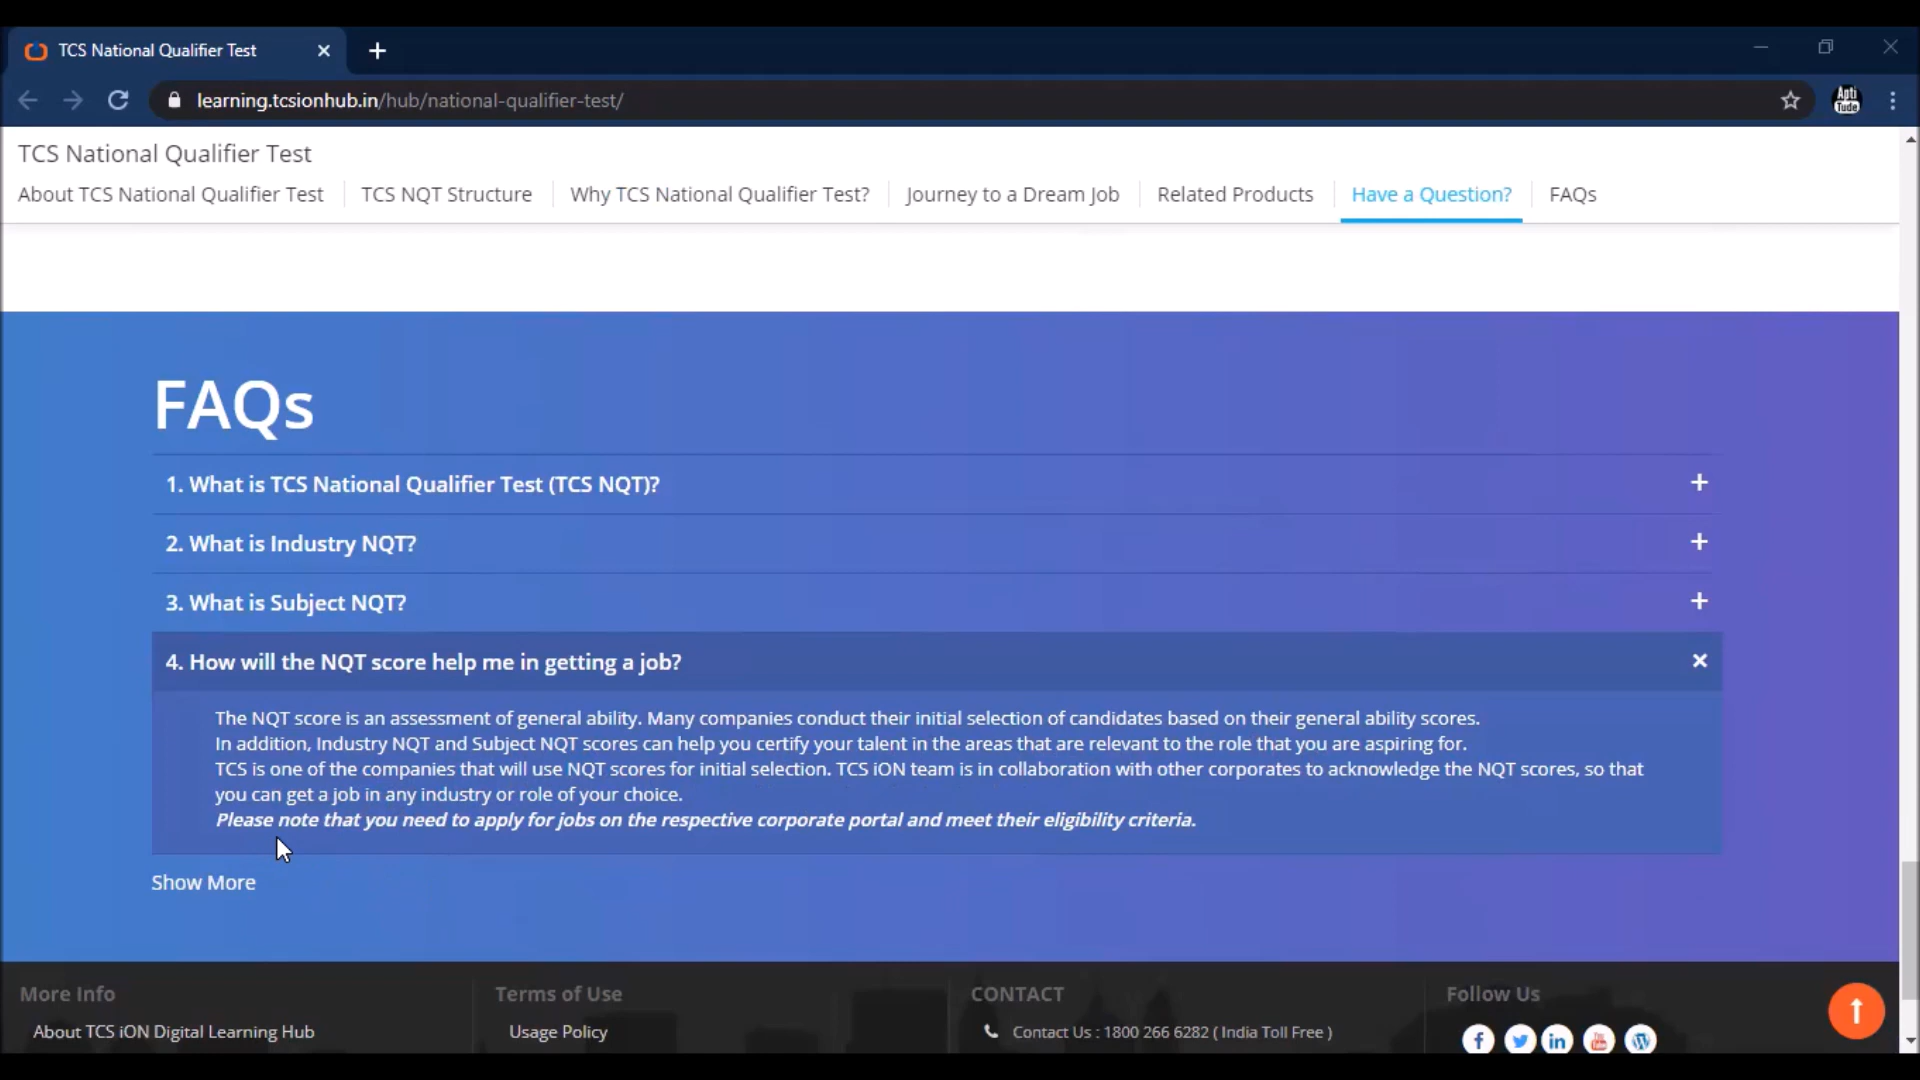 TCS National Qualifier Test
learning.tcsionhub.in/hub/national-qualifier-test/
Apti
Tude
TCS National Qualifier Test
About TCS National Qualifier Test
TCS NQT Structure
Why TCS National Qualifier Test?
Journey to a Dream Job
Related Products
Have a Question?
FAQs
FAQs
1. What is TCS National Qualifier Test (TCS NQT)?
2. What is Industry NQT?
3. What is Subject NQT?
4. How will the NQT score help me in getting a job?
The NQT score is an assessment of general ability. Many companies conduct their initial selection of candidates based on their general ability scores.
In addition, Industry NQT and Subject NQT scores can help you certify your talent in the areas that are relevant to the role that you are aspiring for.
TCS is one of the companies that will use NQT scores for initial selection. TCS iON team is in collaboration with other corporates to acknowledge the NQT scores, so that
you can get a job in any industry or role of your choice.
Please note that you need to apply for jobs on the respective corporate portal and meet their eligibility criteria.
Show More
More Info
Terms of Use
CONTACT
Follow Us
About TCS iON Digital Learning Hub
Usage Policy
Contact Us : 1800 266 6282 ( India Toll Free )